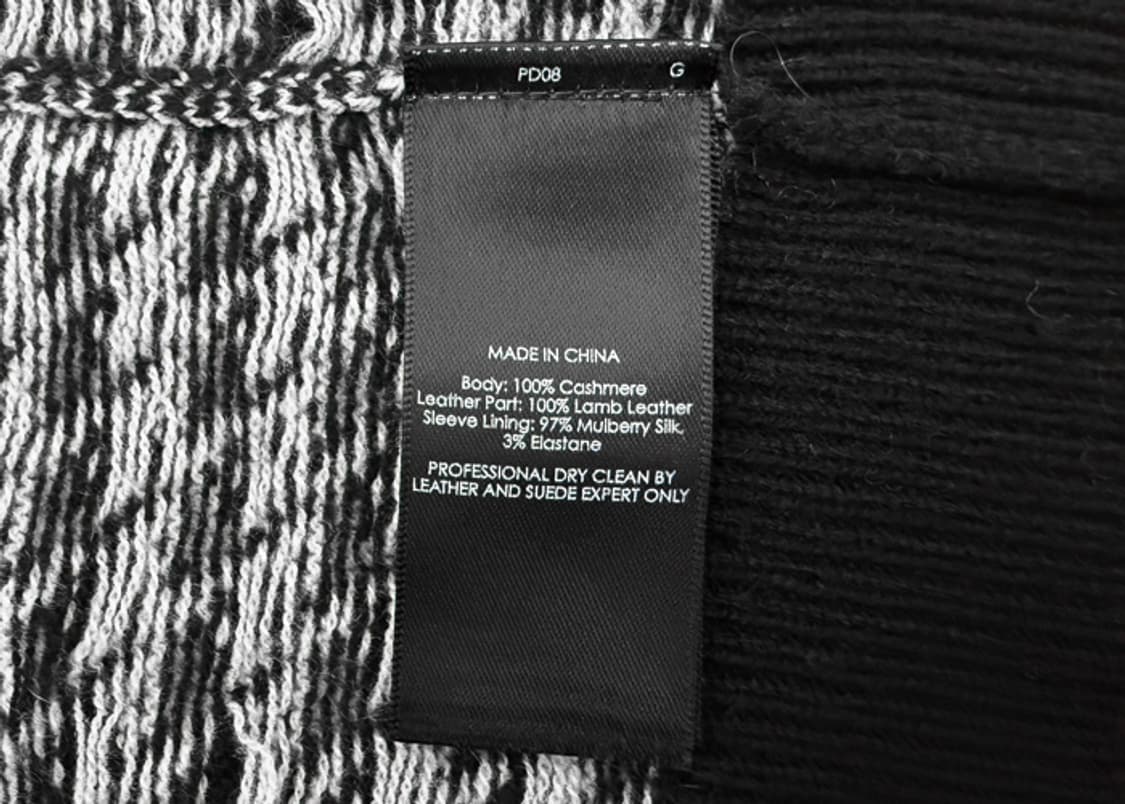 PD08 G
MADE IN CHINA
Body: 100% Cashmere
Leather Part: 100% Lamb Leather
Sleeve Lining: 97% Mulberry Silk,
3% Elastane
PROFESSIONAL DRY CLEAN BY
LEATHER AND SUEDE EXPERT ONLY